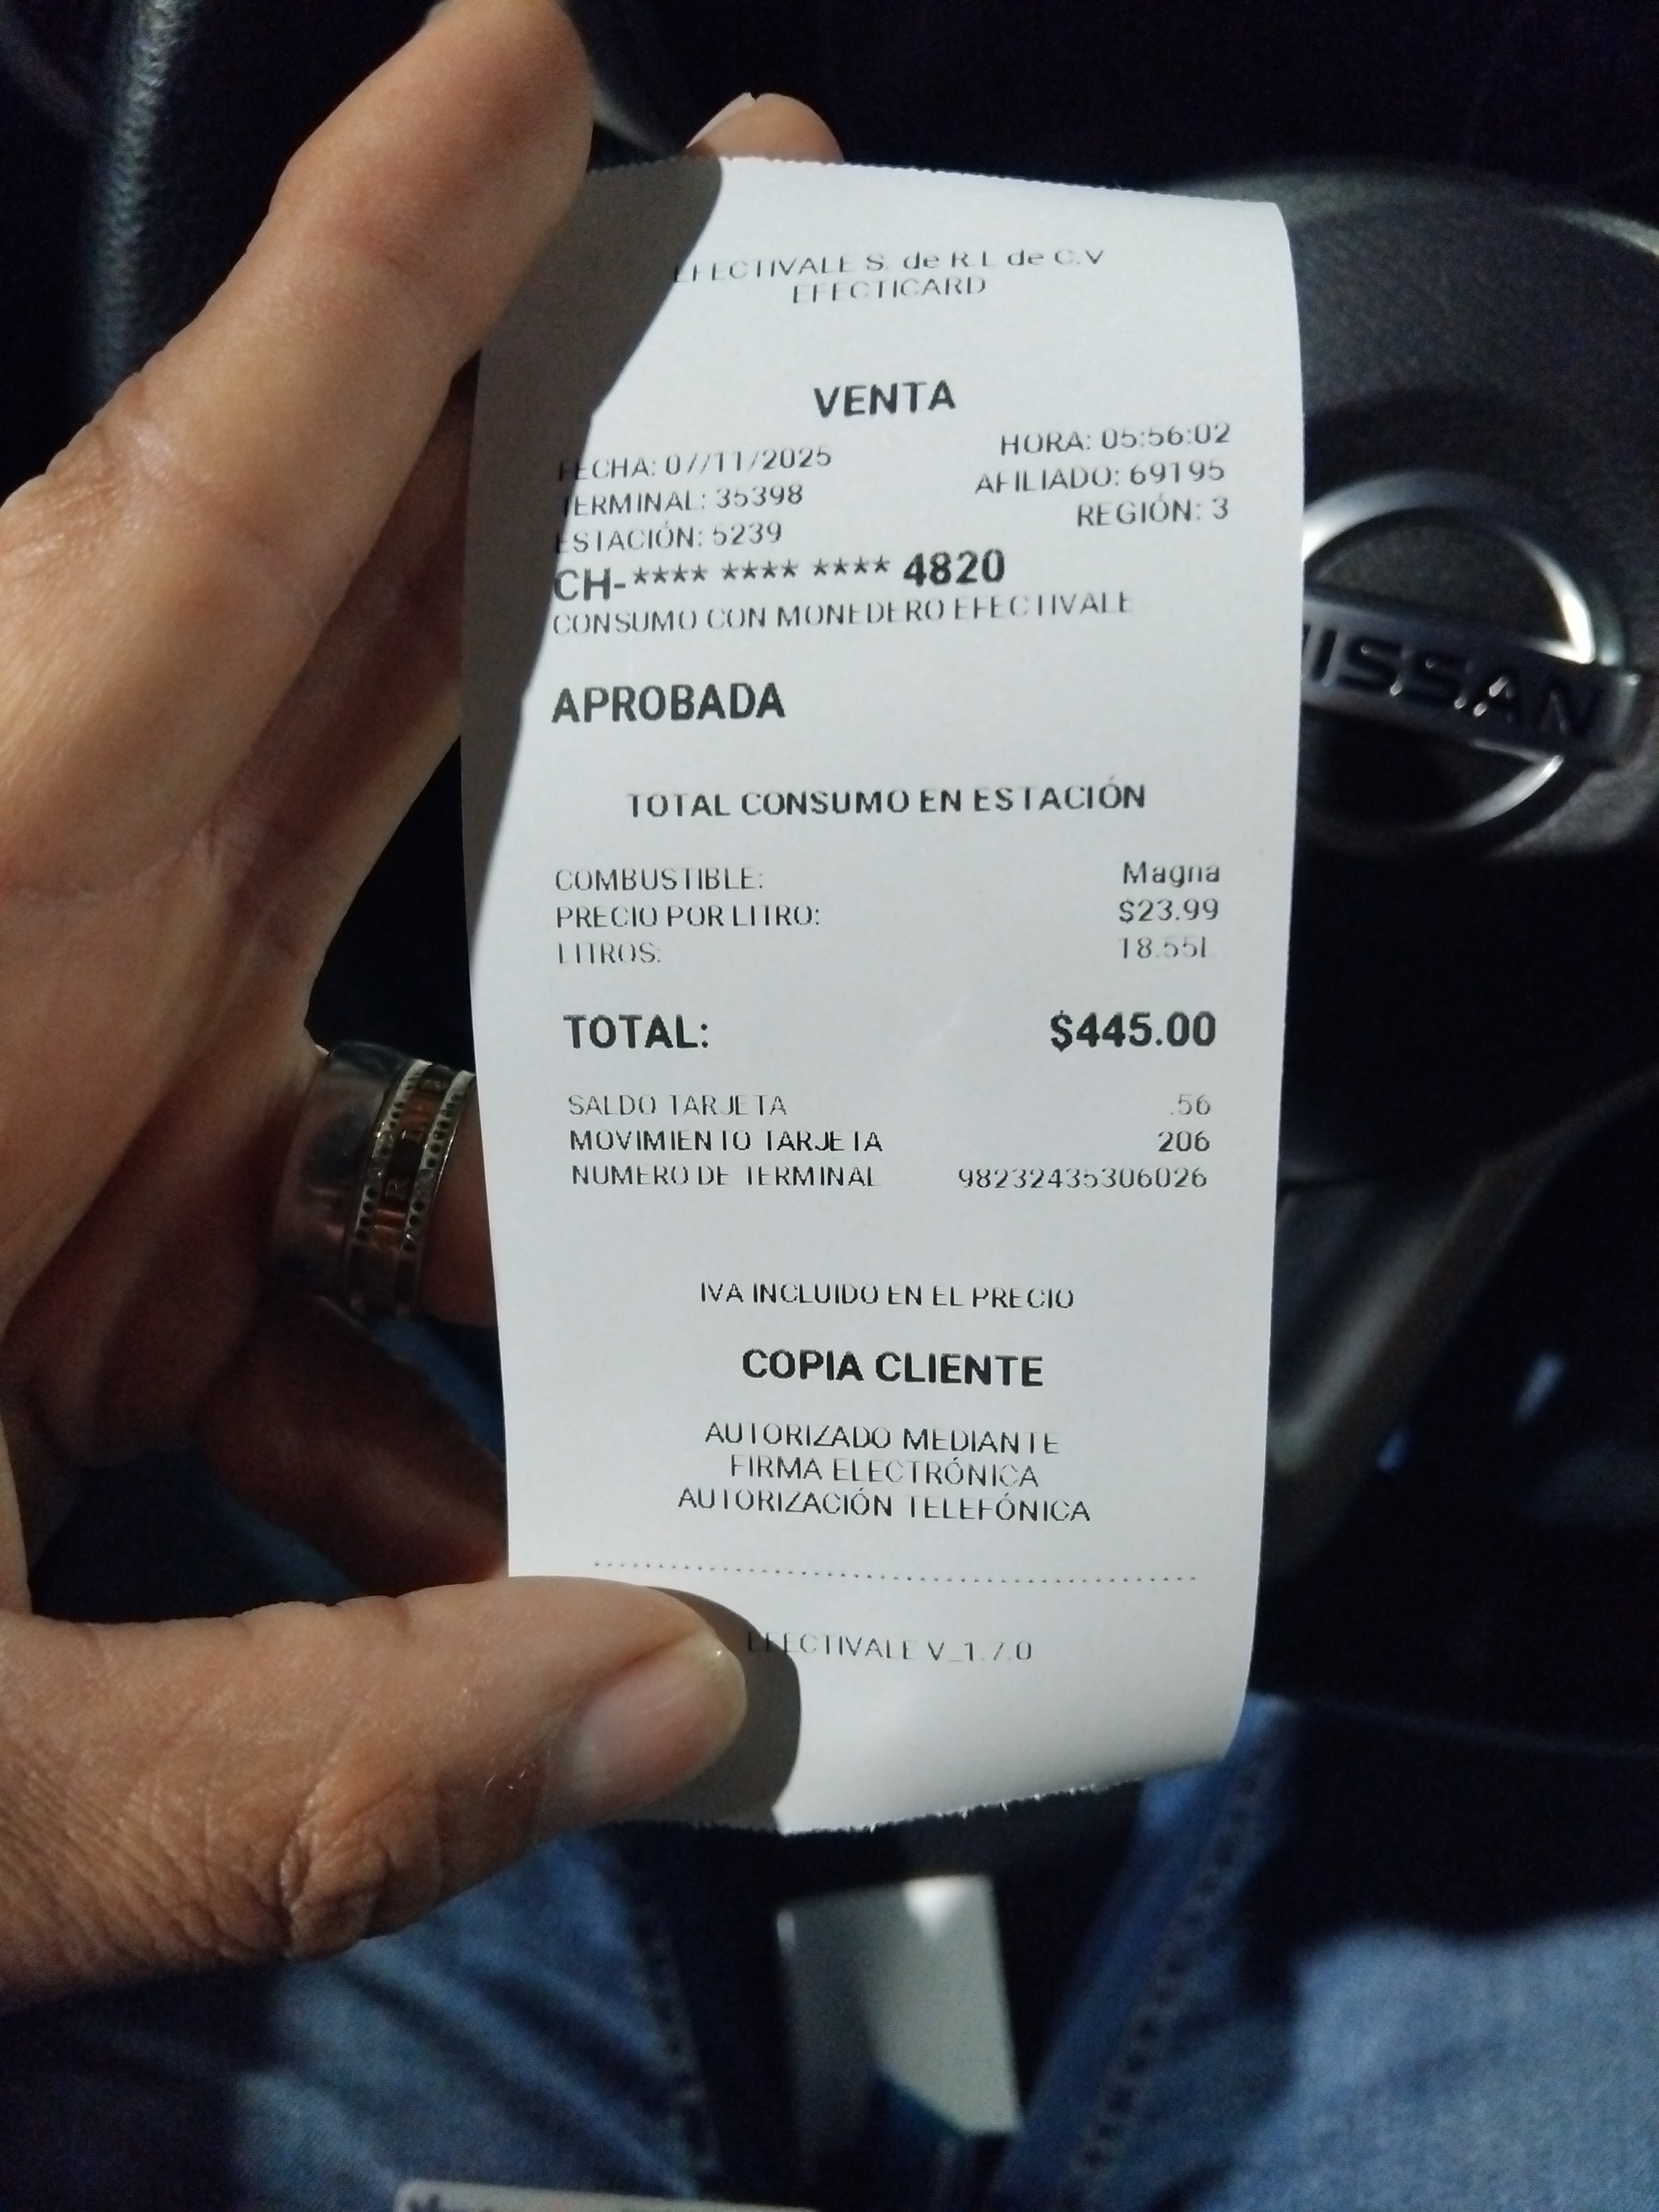 EFECTIVALE S. de R.L de C.V
EFECTICARD
VENTA
FECHA: 07/11/2025 HORA: 05:56:02
TERMINAL: 35398 AFILIADO: 69195
ESTACIÓN: 5239 REGIÓN: 3
CH-**** **** **** 4820
CONSUMO CON MONEDERO EFECTIVALE
APROBADA
TOTAL CONSUMO EN ESTACIÓN
COMBUSTIBLE: Magna
PRECIO POR LITRO: $23.99
LITROS: 18.55L
TOTAL: $445.00
SALDO TARJETA .56
MOVIMIENTO TARJETA 206
NUMERO DE TERMINAL 98232435306026
IVA INCLUIDO EN EL PRECIO
COPIA CLIENTE
AUTORIZADO MEDIANTE
FIRMA ELECTRÓNICA
AUTORIZACIÓN TELEFÓNICA
EFECTIVALE V_1.7.0
NISSAN